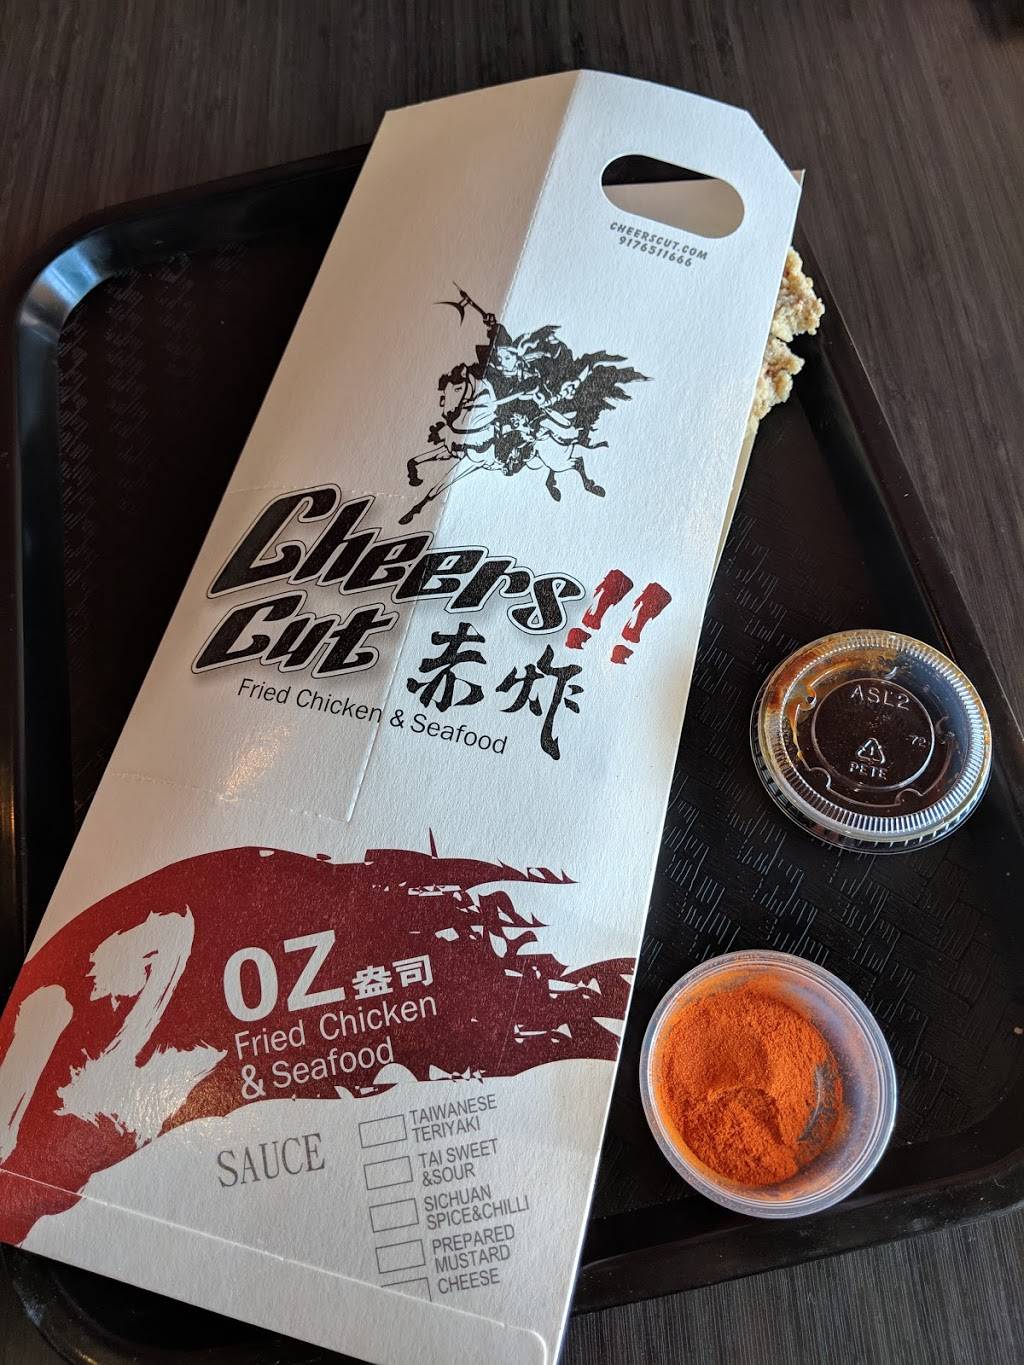 CHEERSCUT.COM
9176511666
Cheers!!
Cut 赤炸
Fried Chicken & Seafood
12 OZ 盎司
Fried Chicken
& Seafood
SAUCE
TAIWANESE
TERIYAKI
TAI SWEET
&SOUR
SICHUAN
SPICE&CHILLI
PREPARED
MUSTARD
CHEESE
ASL2
PETE